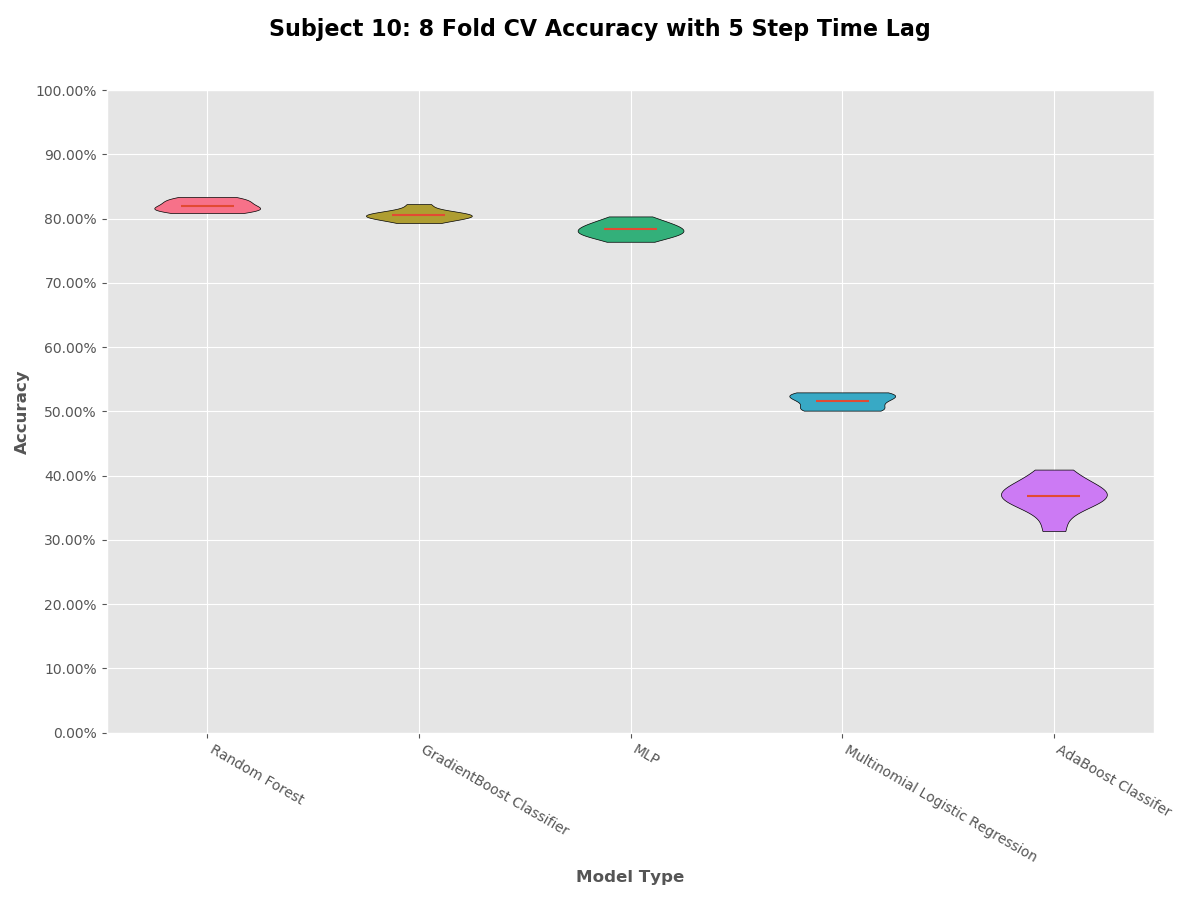 Subject 10: 8 Fold CV Accuracy with 5 Step Time Lag
100.00%
90.00%
80.00%
70.00%
60.00%
50.00%
40.00%
30.00%
20.00%
10.00%
0.00%
Accuracy
Random Forest
GradientBoost Classifier
MLP
Multinomial Logistic Regression
AdaBoost Classifer
Model Type